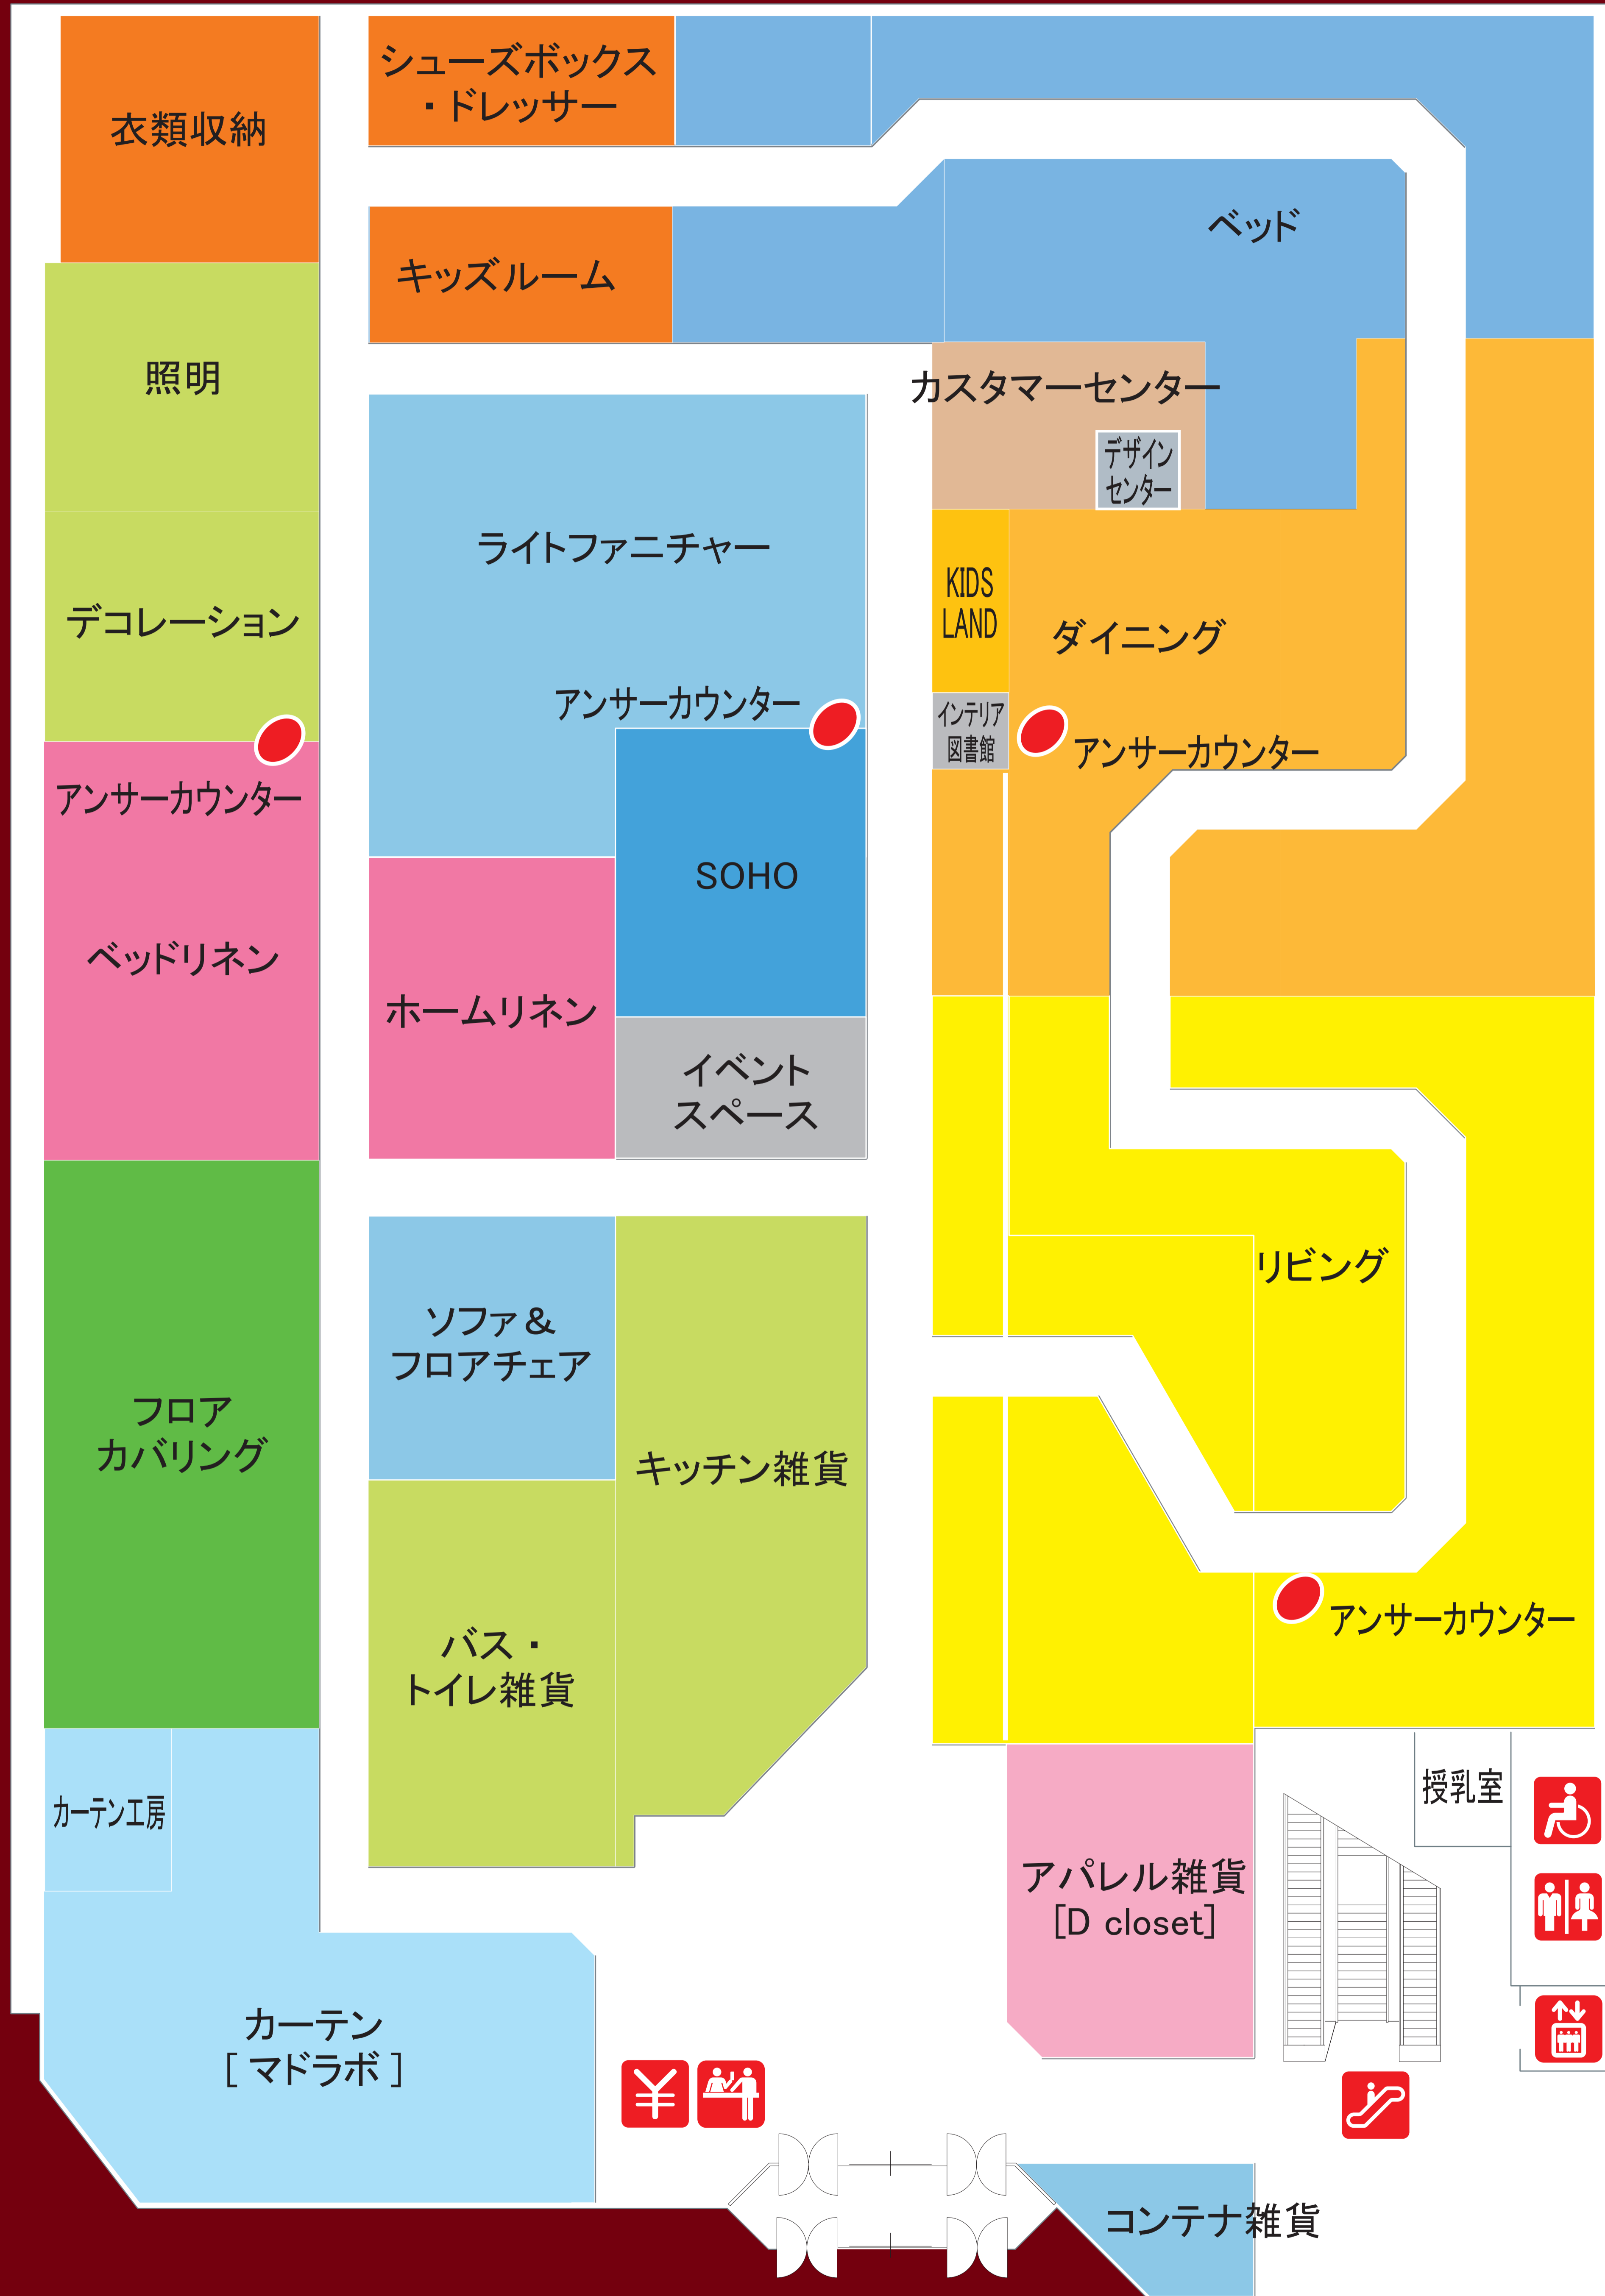 衣類収納
シューズボックス
・ドレッサー
ベッド
キッズルーム
照明
カスタマーセンター
デザイン
センター
ライトファニチャー
KIDS
LAND
デコレーション
ダイニング
アンサーカウンター
インテリア
図書館
アンサーカウンター
アンサーカウンター
SOHO
ベッドリネン
ホームリネン
イベント
スペース
リビング
ソファ&
フロアチェア
フロア
カバリング
キッチン雑貨
アンサーカウンター
バス・
トイレ雑貨
カーテン工房
授乳室
アパレル雑貨
[D closet]
カーテン
[マドラボ]
¥
コンテナ雑貨